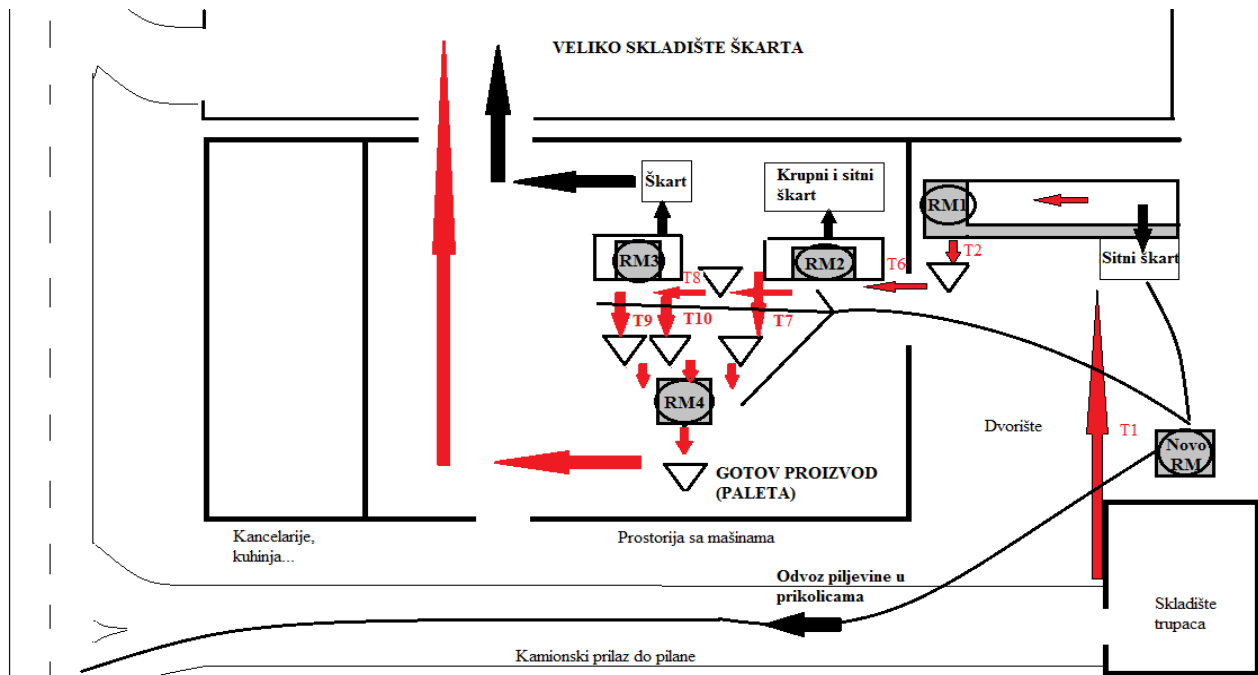 VELIKO SKLADIŠTE ŠKARTA
Škart
Krupni i sitni
škart
RM1
T2
Sitni škart
RM3
RM2
T6
T8
T9
T10
T7
RM4
Dvorište
T1
Novo
RM
GOTOV PROIZVOD
(PALETA)
Kancelarije,
kuhinja...
Prostorija sa mašinama
Odvoz piljevine u
prikolicama
Skladište
trupaca
Kamionski prilaz do pilane